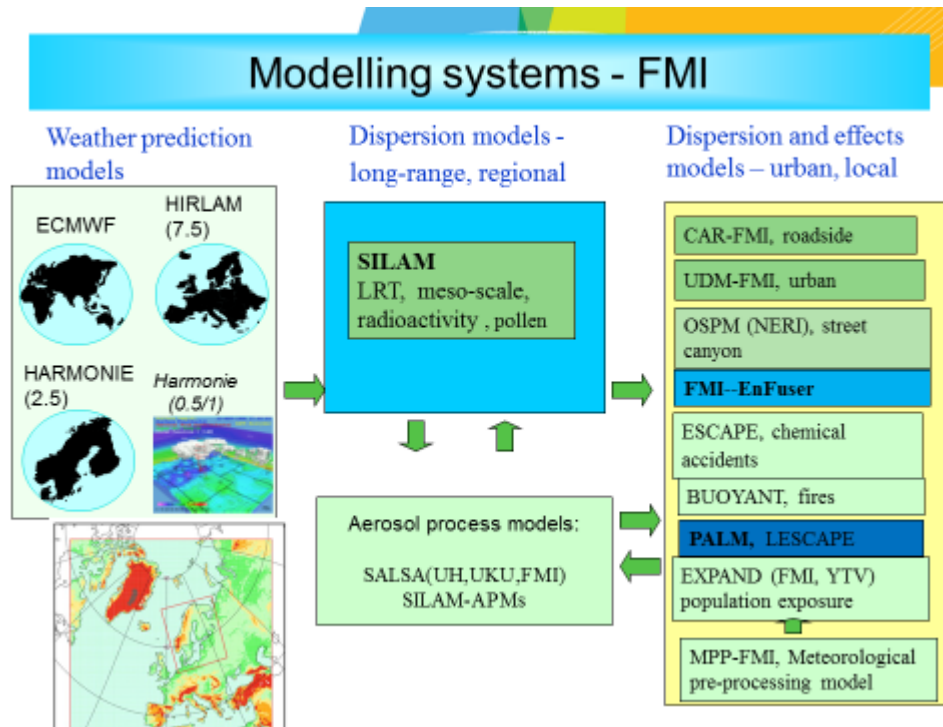 Modelling systems - FMI
Weather prediction
models
ECMWF
HIRLAM
(7.5)
HARMONIE
(2.5)
Harmonie
(0.5/1)
Dispersion models -
long-range, regional
SILAM
LRT, meso-scale,
radioactivity , pollen
Aerosol process models:
SALSA(UH,UKU,FMI)
SILAM-APMs
Dispersion and effects
models – urban, local
CAR-FMI, roadside
UDM-FMI, urban
OSPM (NERI), street
canyon
FMI--EnFuser
ESCAPE, chemical
accidents
BUOYANT, fires
PALM, LESCAPE
EXPAND (FMI, YTV)
population exposure
MPP-FMI, Meteorological
pre-processing model